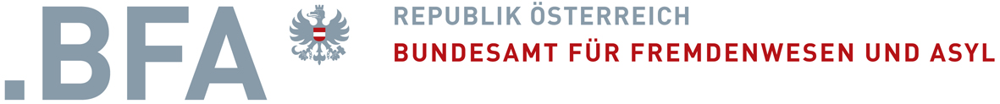 .BFA
REPUBLIK ÖSTERREICH
BUNDESAMT FÜR FREMDENWESEN UND ASYL